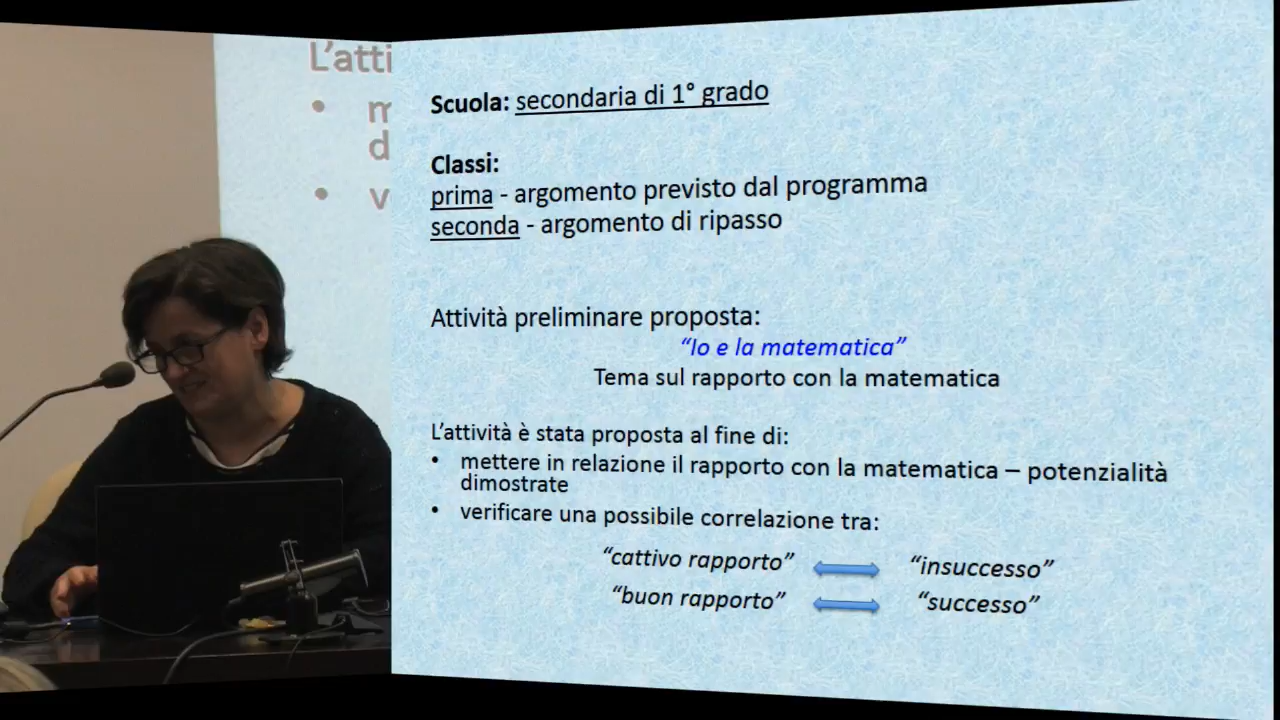 L'atti
m
d
v
Scuola: secondaria di 1° grado
Classi:
prima - argomento previsto dal programma
seconda - argomento di ripasso
Attività preliminare proposta:
“Io e la matematica”
Tema sul rapporto con la matematica
L'attività è stata proposta al fine di:
• mettere in relazione il rapporto con la matematica – potenzialità
dimostrate
• verificare una possibile correlazione tra:
“cattivo rapporto” “insuccesso”
“buon rapporto” “successo”